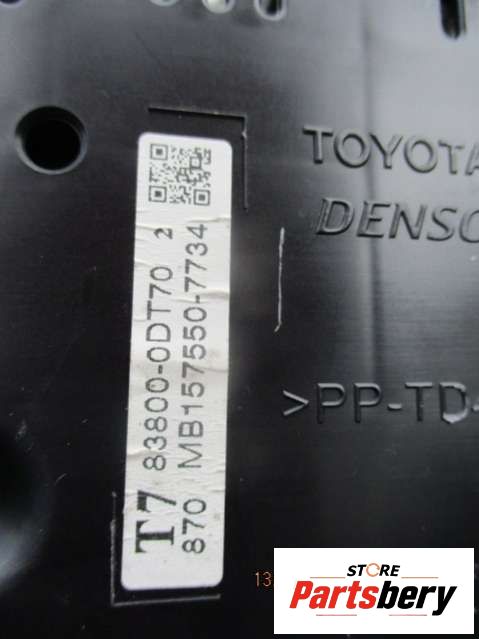 TOYOTA
DENSO
T7 83800-0DT70 2
870 MB157550-7734
>PP-TD-
13
STORE
Partsbery